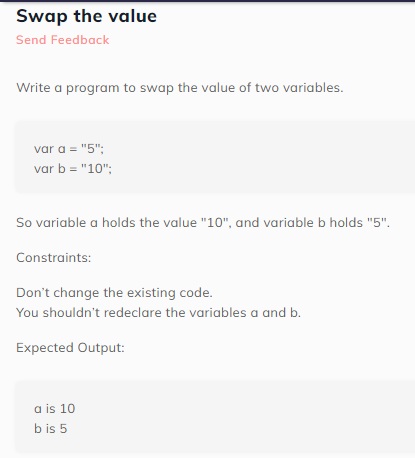 Swap the value
Send Feedback
Write a program to swap the value of two variables.
var a = "5";
var b = "10";
So variable a holds the value "10", and variable b holds "5".
Constraints:
Don’t change the existing code.
You shouldn’t redeclare the variables a and b.
Expected Output:
a is 10
b is 5